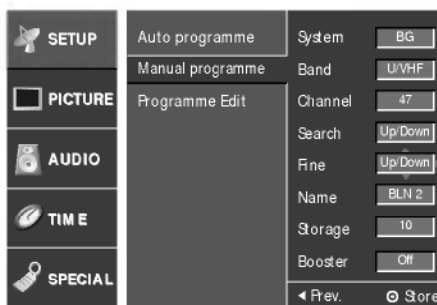 SETUP
PICTURE
AUDIO
TIME
SPECIAL
Auto programme
Manual programme
Programme Edit
System BG
Band U/VHF
Channel 47
Search Up/Down
Fine Up/Down
Name BLN 2
Storage 10
Booster Off
◄ Prev. ⊙ Store